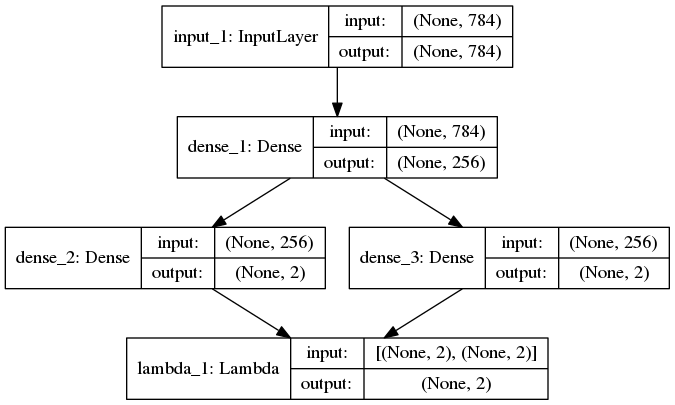 input_1: InputLayer
input:
(None, 784)
output:
(None, 784)
dense_1: Dense
input:
(None, 784)
output:
(None, 256)
dense_2: Dense
input:
(None, 256)
output:
(None, 2)
dense_3: Dense
input:
(None, 256)
output:
(None, 2)
lambda_1: Lambda
input:
[(None, 2), (None, 2)]
output:
(None, 2)